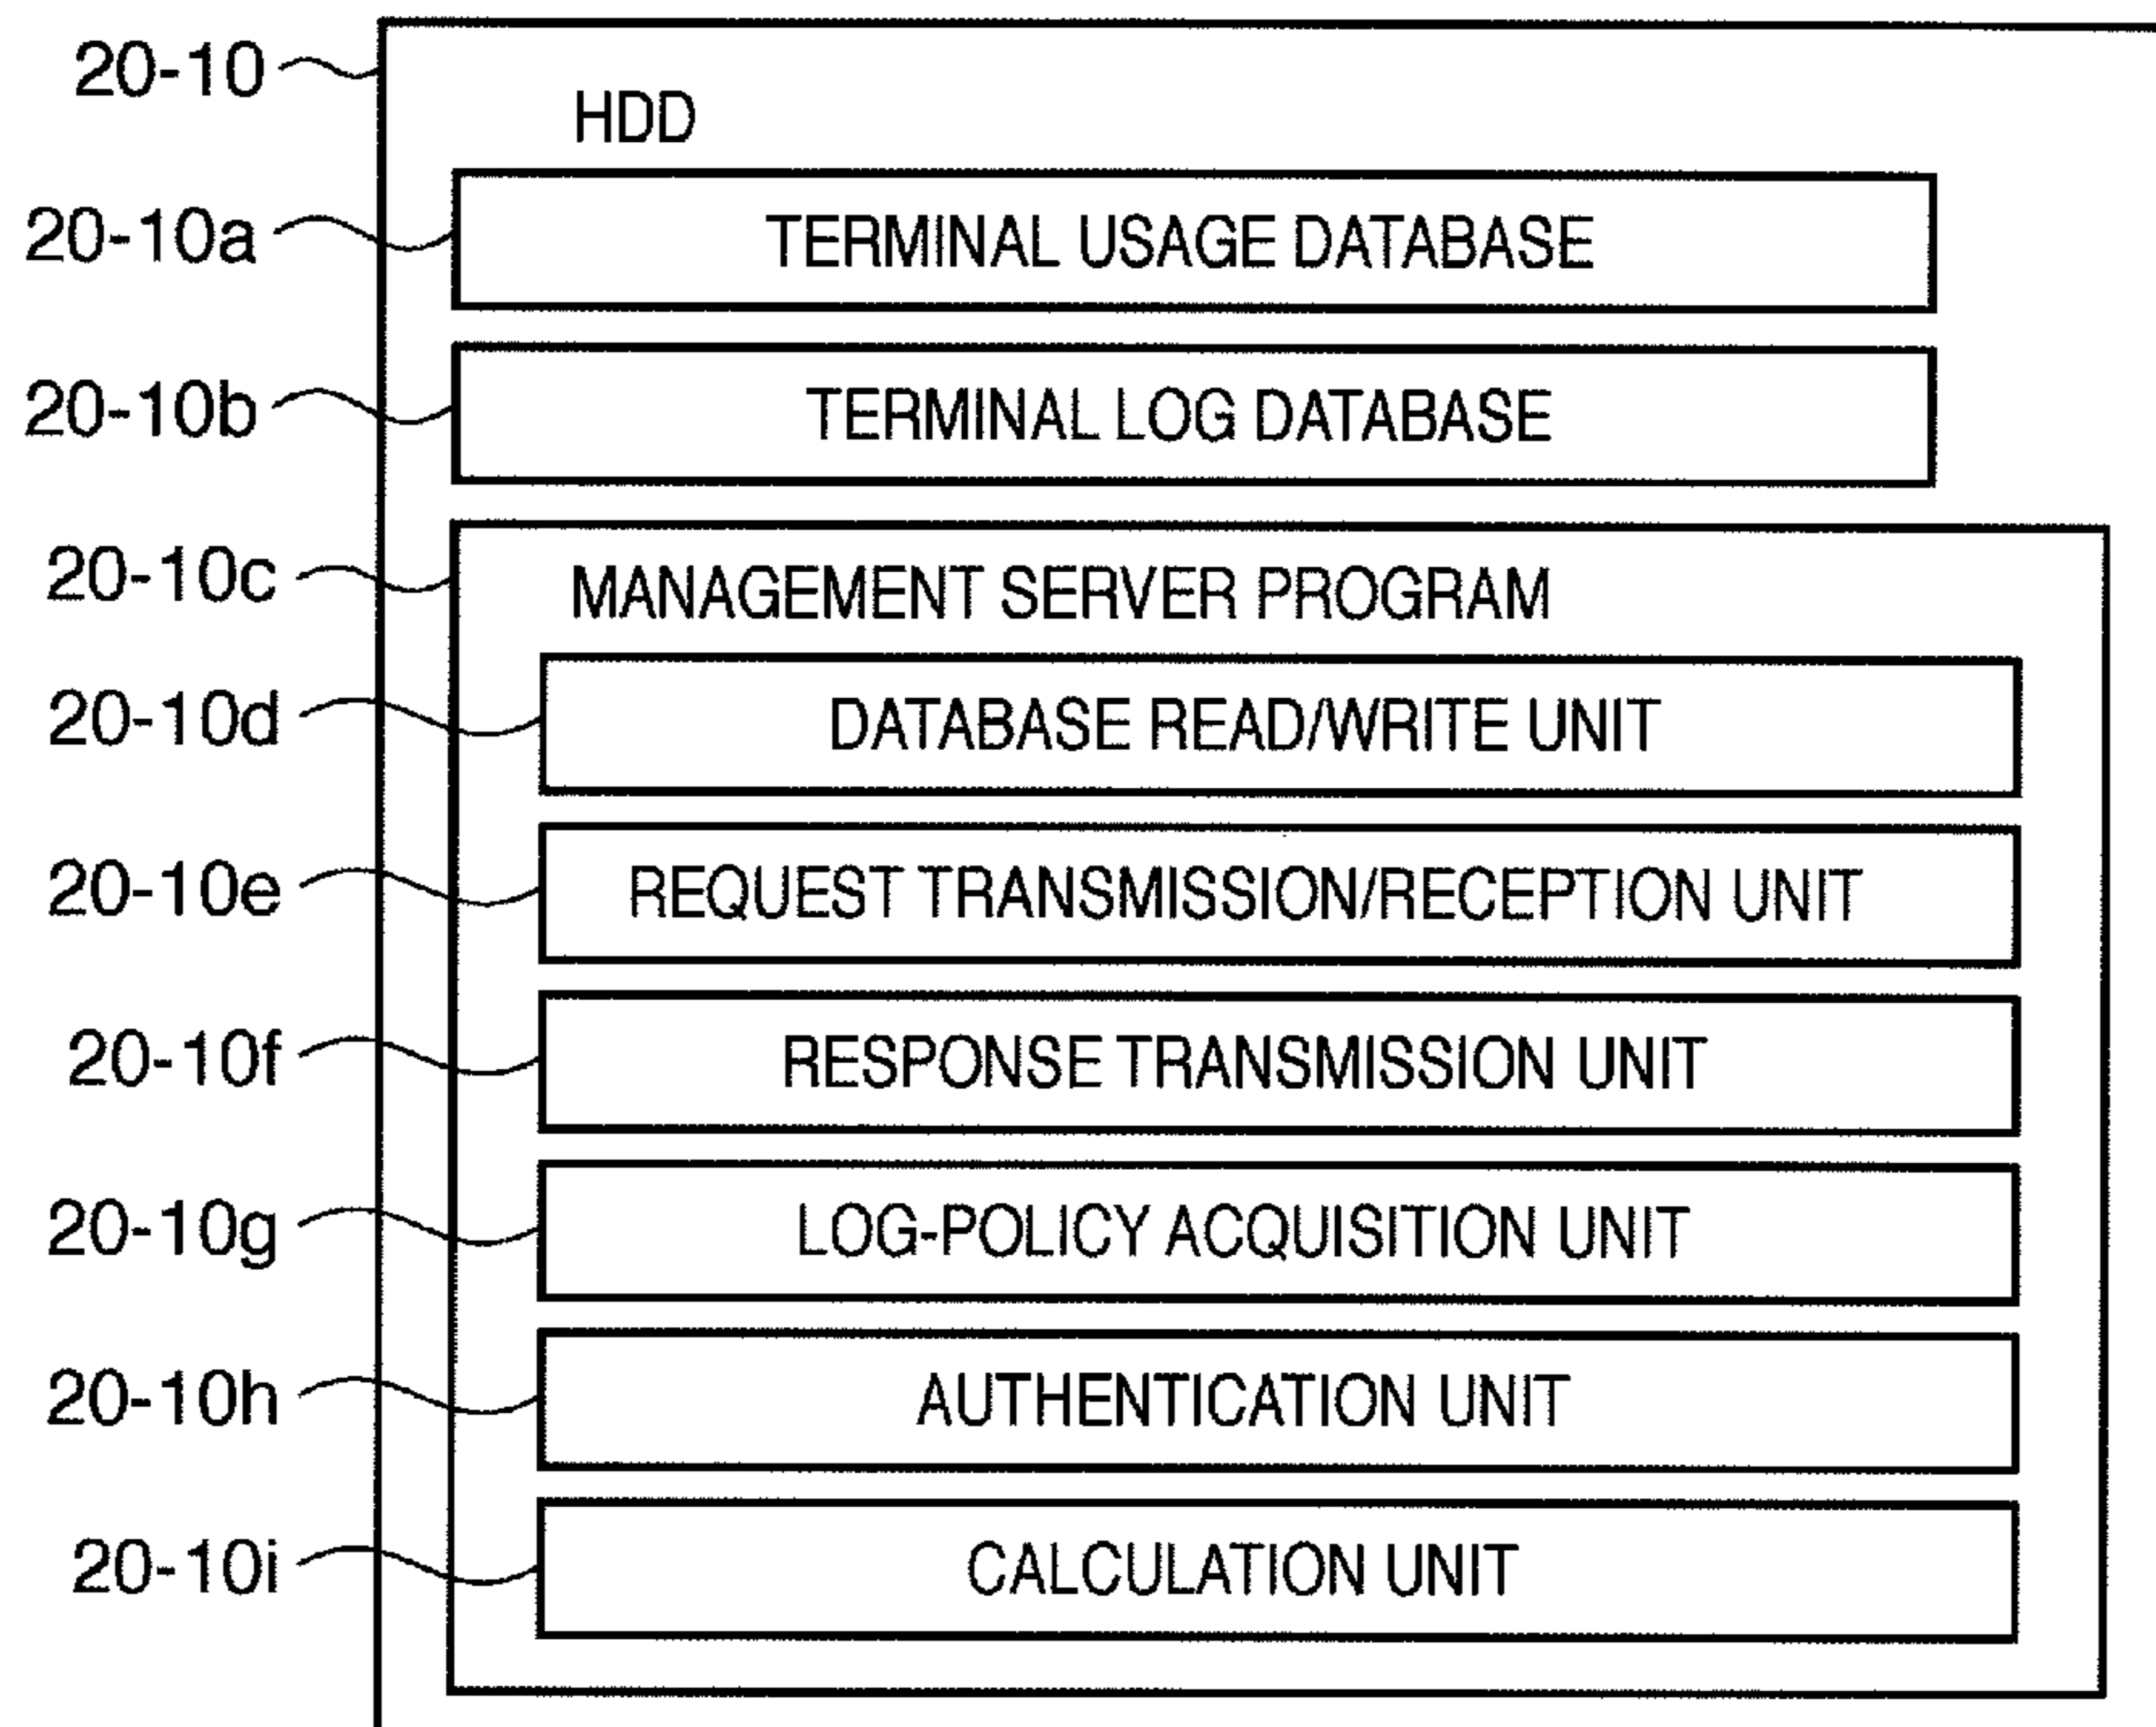 20-10
HDD
20-10a
TERMINAL USAGE DATABASE
20-10b
TERMINAL LOG DATABASE
20-10c
MANAGEMENT SERVER PROGRAM
20-10d
DATABASE READ/WRITE UNIT
20-10e
REQUEST TRANSMISSION/RECEPTION UNIT
20-10f
RESPONSE TRANSMISSION UNIT
20-10g
LOG-POLICY ACQUISITION UNIT
20-10h
AUTHENTICATION UNIT
20-10i
CALCULATION UNIT